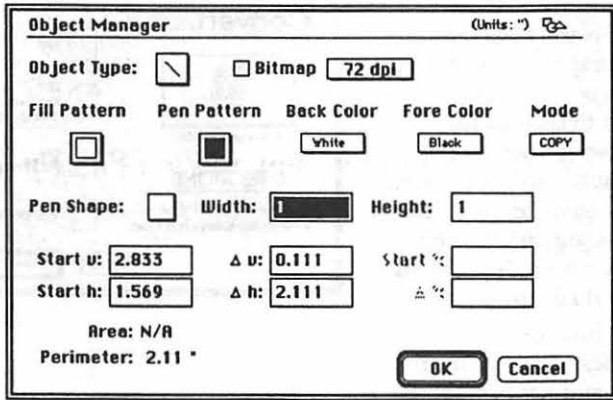 Object Manager (Units: ")
Object Type: Bitmap 72 dpi
Fill Pattern Pen Pattern Back Color Fore Color Mode
White Black COPY
Pen Shape: Width: 1 Height: 1
Start v: 2.833 Δ v: 0.111 Start °:
Start h: 1.569 Δ h: 2.111 Δ °:
Area: N/A
Perimeter: 2.11 "
OK Cancel